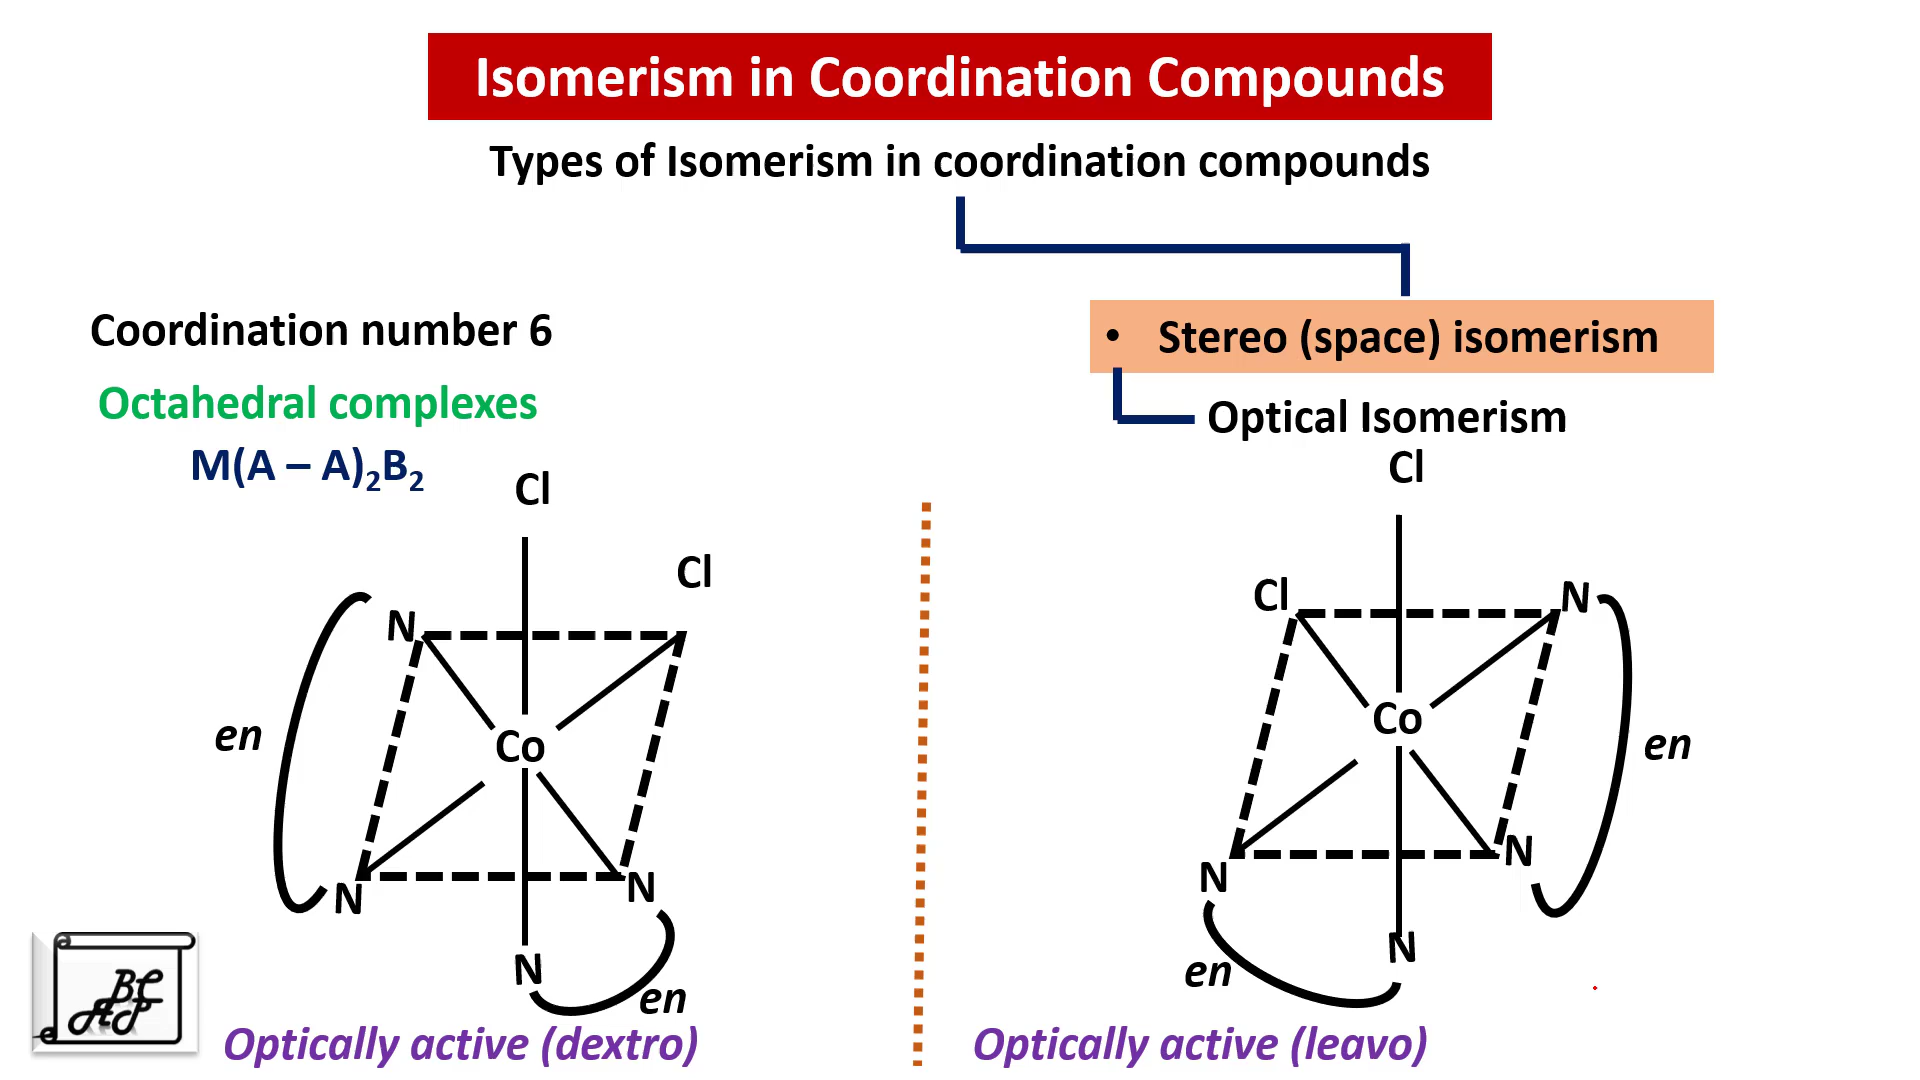 Isomerism in Coordination Compounds
Types of Isomerism in coordination compounds
Coordination number 6
• Stereo (space) isomerism
Octahedral complexes
Optical Isomerism
M(A – A)₂B₂
Cl
Cl
N
en
Co
N
N
N
en
Optically active (dextro)
Cl
Cl
N
Co
en
N
N
N
en
Optically active (leavo)